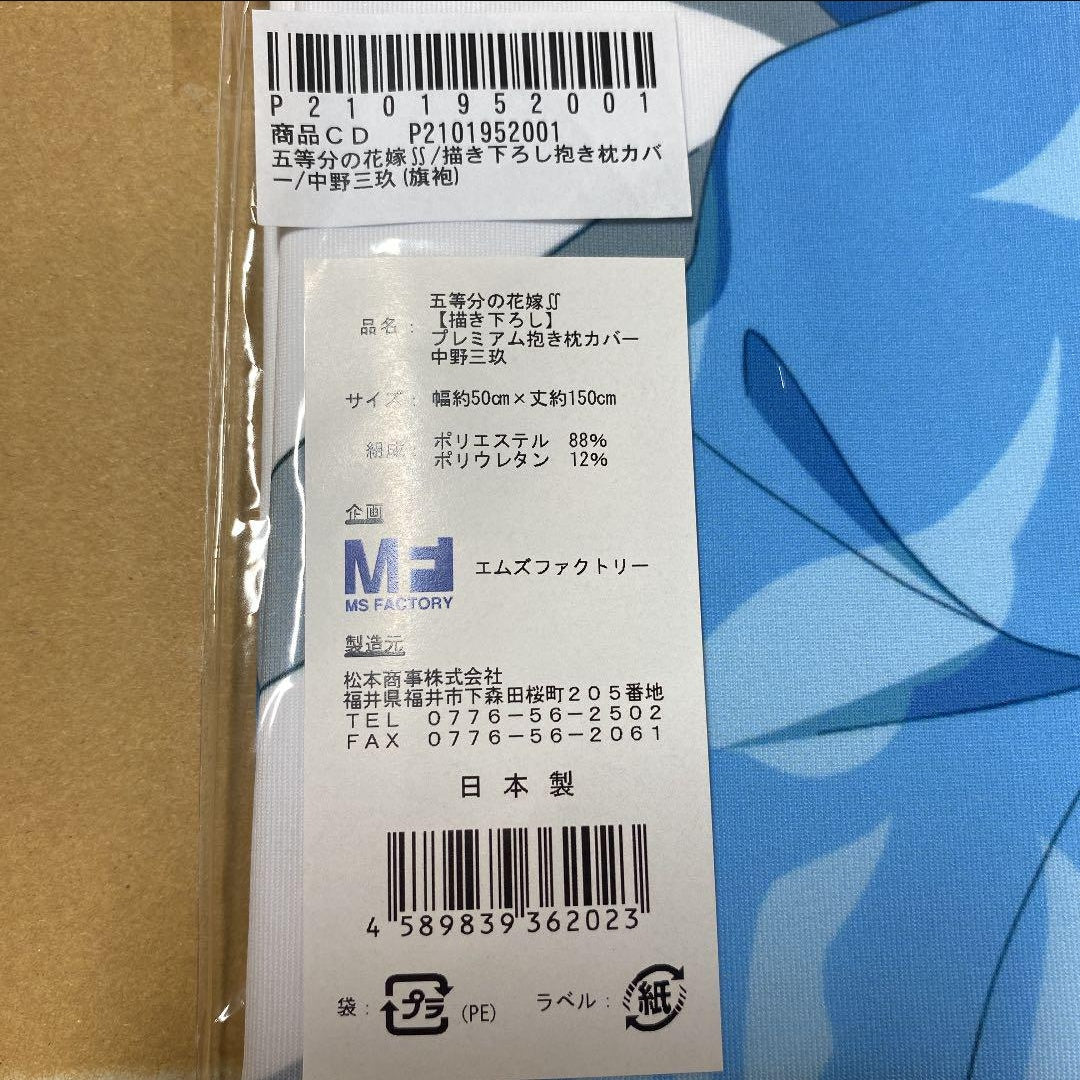 P2101952001
商品CD P2101952001
五等分の花嫁∬/描き下ろし抱き枕カバ
ー/中野三玖(旗袍)
品名: 五等分の花嫁∬
【描き下ろし】
プレミアム抱き枕カバー
中野三玖
サイズ: 幅約50cm×丈約150cm
組成: ポリエステル 88%
ポリウレタン 12%
企画
MF エムズファクトリー
MS FACTORY
製造元
松本商事株式会社
福井県福井市下森田桜町205番地
TEL 0776-56-2502
FAX 0776-56-2061
日本製
4 589839 362023
袋: プラ (PE) ラベル: 紙